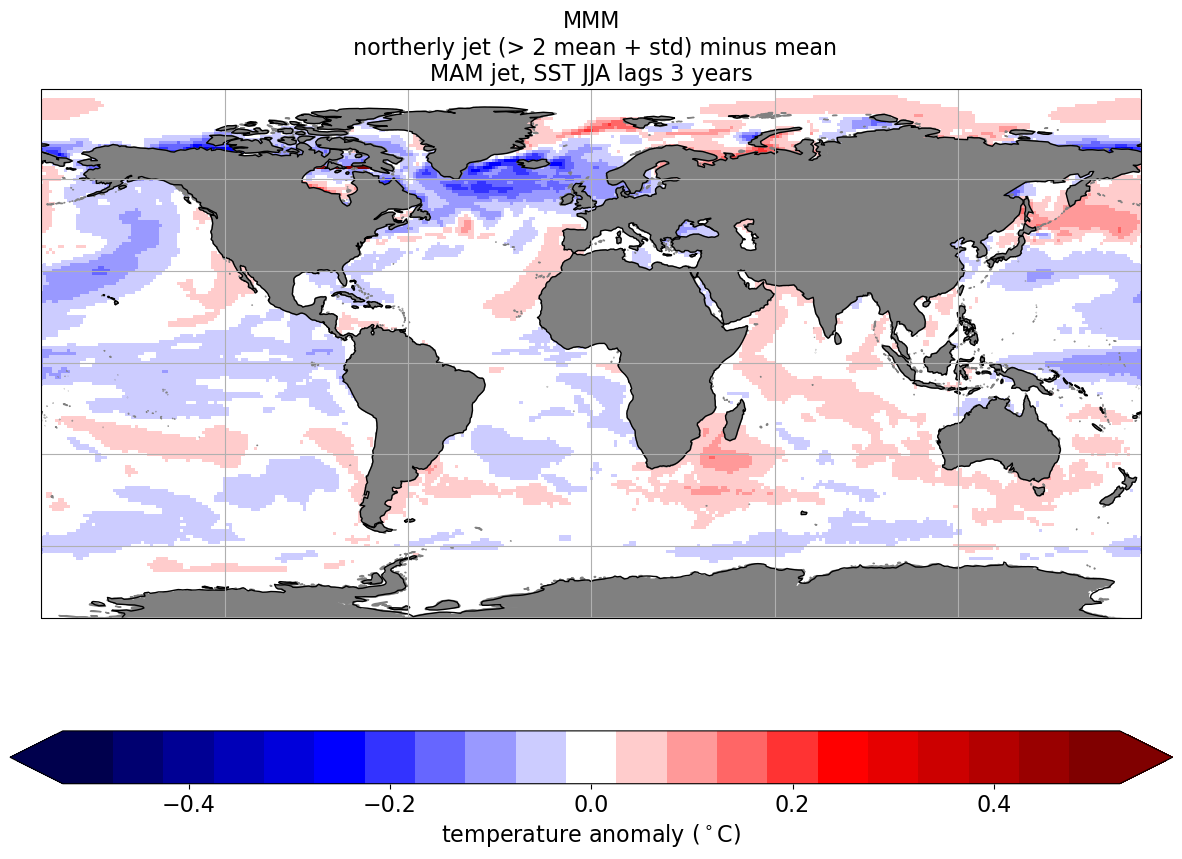 MMM
northerly jet (> 2 mean + std) minus mean
MAM jet, SST JJA lags 3 years
−0.4 −0.2 0.0 0.2 0.4
temperature anomaly (°C)